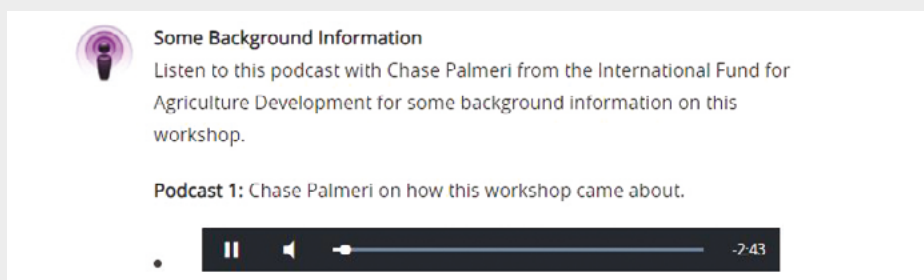 Some Background Information
Listen to this podcast with Chase Palmeri from the International Fund for
Agriculture Development for some background information on this
workshop.
Podcast 1: Chase Palmeri on how this workshop came about.
-2:43